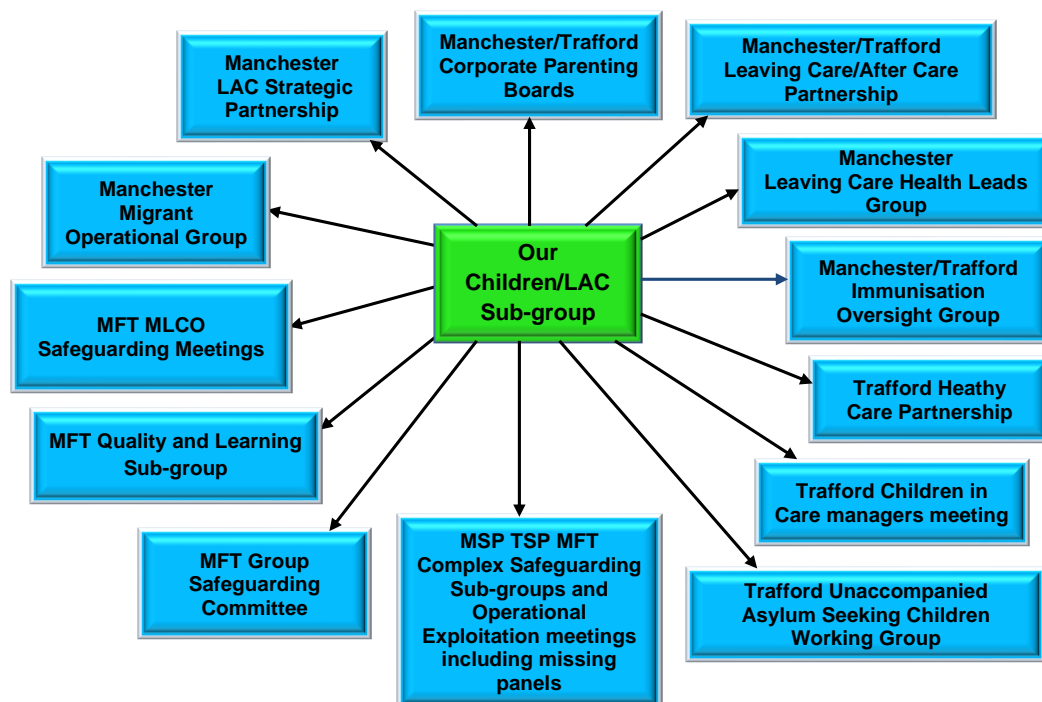 Manchester
LAC Strategic
Partnership
Manchester/Trafford
Corporate Parenting
Boards
Manchester/Trafford
Leaving Care/After Care
Partnership
Manchester
Migrant
Operational Group
Manchester
Leaving Care Health Leads
Group
Our
Children/LAC
Sub-group
Manchester/Trafford
Immunisation
Oversight Group
MFT MLCO
Safeguarding Meetings
Trafford Heathy
Care Partnership
MFT Quality and Learning
Sub-group
Trafford Children in
Care managers meeting
MFT Group
Safeguarding
Committee
MSP TSP MFT
Complex Safeguarding
Sub-groups and
Operational
Exploitation meetings
including missing
panels
Trafford Unaccompanied
Asylum Seeking Children
Working Group